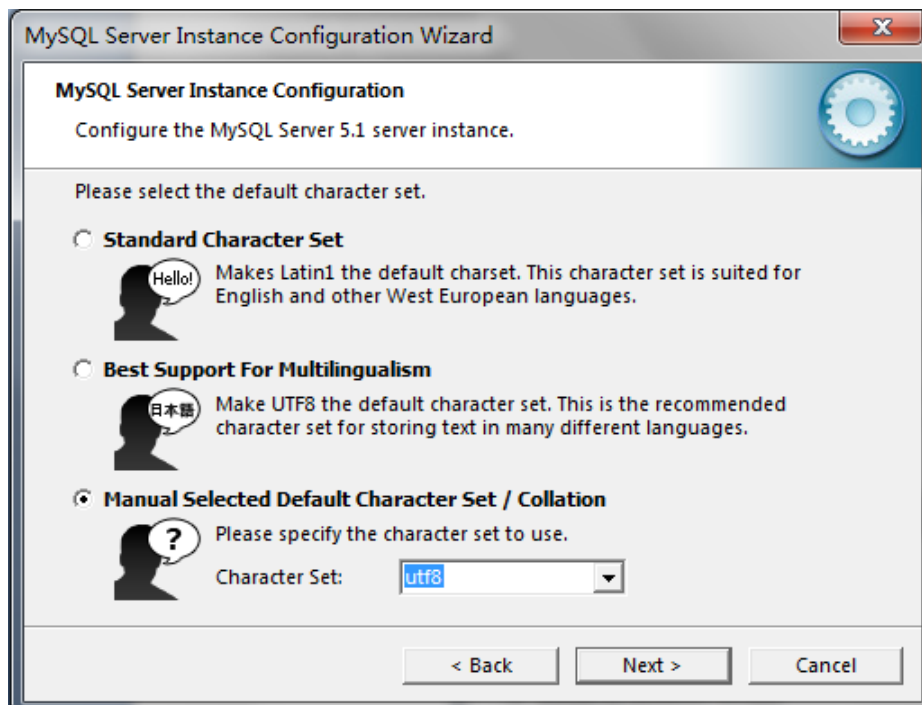 MySQL Server Instance Configuration Wizard
MySQL Server Instance Configuration
Configure the MySQL Server 5.1 server instance.
Please select the default character set.
Standard Character Set
Hello!
Makes Latin1 the default charset. This character set is suited for
English and other West European languages.
Best Support For Multilingualism
日本語
Make UTF8 the default character set. This is the recommended
character set for storing text in many different languages.
Manual Selected Default Character Set / Collation
?
Please specify the character set to use.
Character Set: utf8
< Back Next > Cancel